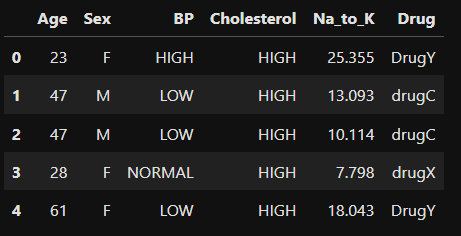 Age Sex BP Cholesterol Na_to_K Drug
0 23 F HIGH HIGH 25.355 DrugY
1 47 M LOW HIGH 13.093 drugC
2 47 M LOW HIGH 10.114 drugC
3 28 F NORMAL HIGH 7.798 drugX
4 61 F LOW HIGH 18.043 DrugY